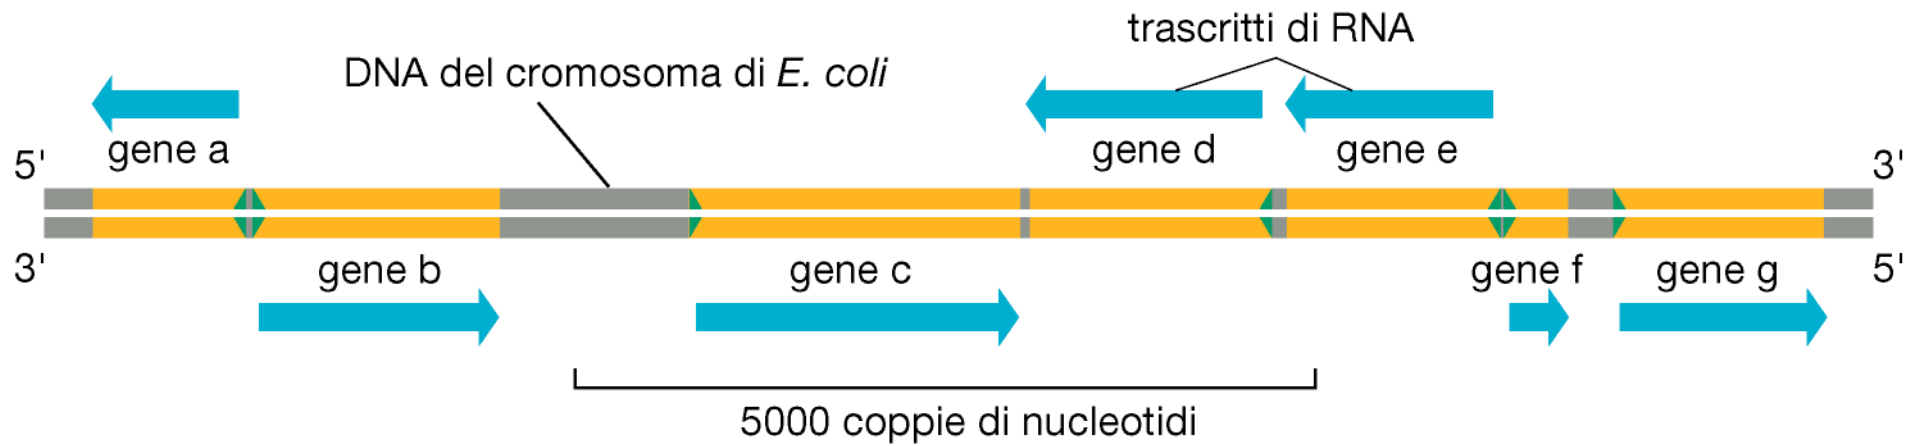 trascritti di RNA
DNA del cromosoma di E. coli
gene a
gene d
gene e
5'
3'
3'
5'
gene b
gene c
gene f
gene g
5000 coppie di nucleotidi